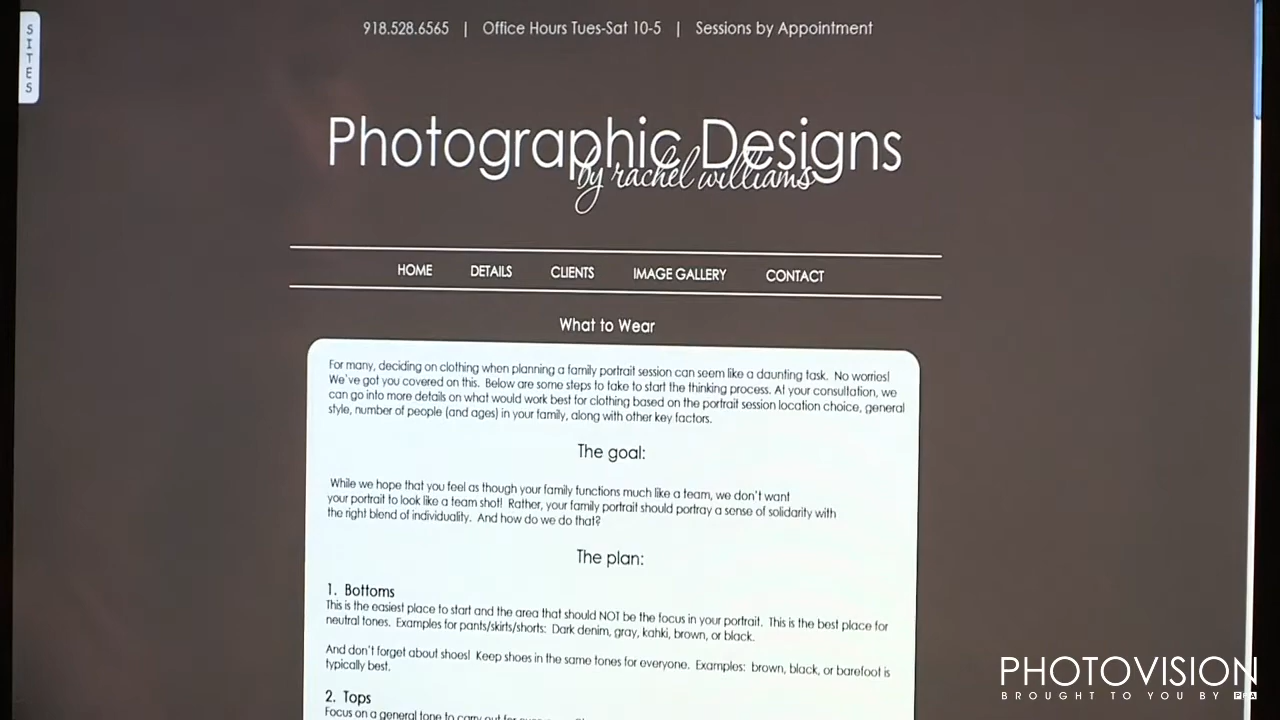 SITES
918.528.6565 | Office Hours Tues-Sat 10-5 | Sessions by Appointment
Photographic Designs
by rachel williams
HOME DETAILS CLIENTS IMAGE GALLERY CONTACT
What to Wear
For many, deciding on clothing when planning a family portrait session can seem like a daunting task. No worries!
We've got you covered on this. Below are some steps to take to start the thinking process. At your consultation, we
can go into more details on what would work best for clothing based on the portrait session location choice, general
style, number of people (and ages) in your family, along with other key factors.
The goal:
While we hope that you feel as though your family functions much like a team, we don't want
your portrait to look like a team shot! Rather, your family portrait should portray a sense of solidarity with
the right blend of individuality. And how do we do that?
The plan:
1. Bottoms
This is the easiest place to start and the area that should NOT be the focus in your portrait. This is the best place for
neutral tones. Examples for pants/skirts/shorts: Dark denim, gray, kahki, brown, or black.
And don't forget about shoes! Keep shoes in the same tones for everyone. Examples: brown, black, or barefoot is
typically best.
2. Tops
Focus on a general tone to carry out for
PHOTOVISION
BROUGHT TO YOU BY PPA